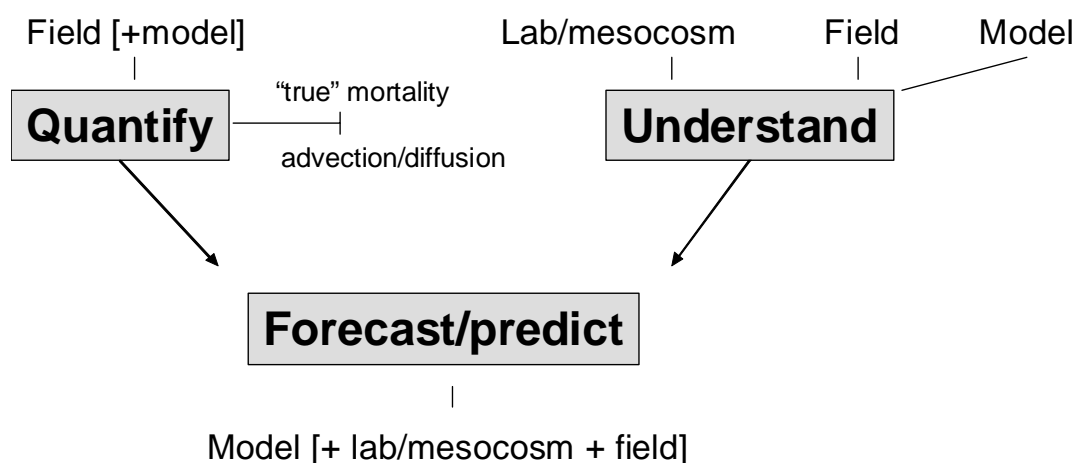 Field [+model]
Lab/mesocosm Field Model
“true” mortality
Quantify
Understand
advection/diffusion
Forecast/predict
Model [+ lab/mesocosm + field]